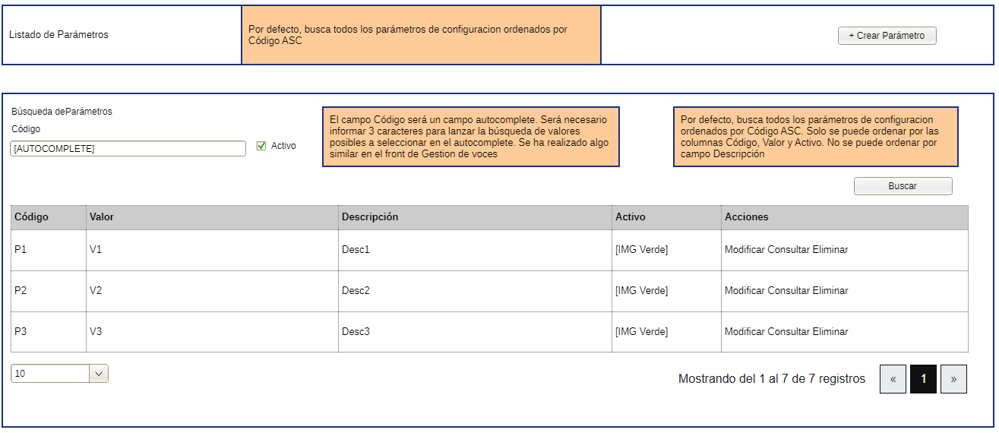 Listado de Parámetros
Por defecto, busca todos los parámetros de configuracion ordenados por
Código ASC
+ Crear Parámetro
Búsqueda deParámetros
Código
[AUTOCOMPLETE]
Activo
El campo Código será un campo autocomplete. Será necesario
informar 3 caracteres para lanzar la búsqueda de valores
posibles a seleccionar en el autocomplete. Se ha realizado algo
similar en el front de Gestion de voces
Por defecto, busca todos los parámetros de configuracion
ordenados por Código ASC. Solo se puede ordenar por las
columnas Código, Valor y Activo. No se puede ordenar por
campo Descripción
Buscar
Código Valor Descripción Activo Acciones
P1 V1 Desc1 [IMG Verde] Modificar Consultar Eliminar
P2 V2 Desc2 [IMG Verde] Modificar Consultar Eliminar
P3 V3 Desc3 [IMG Verde] Modificar Consultar Eliminar
10
Mostrando del 1 al 7 de 7 registros « 1 »